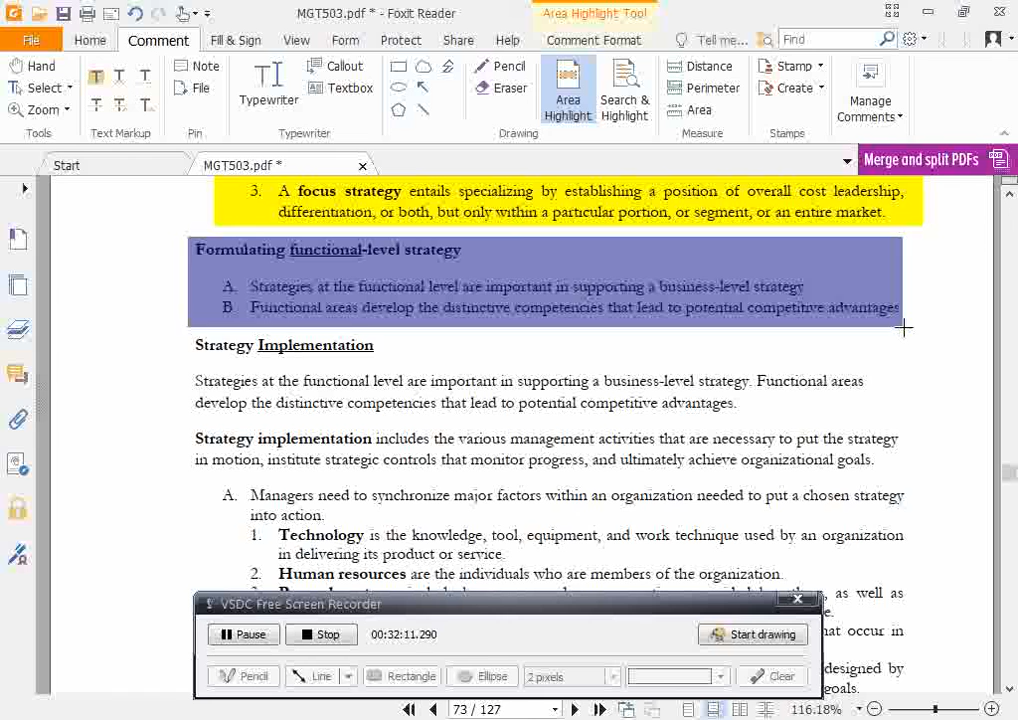 MGT503.pdf * - Foxit Reader
Area Highlight Tool
File Home Comment Fill & Sign View Form Protect Share Help Comment Format Tell me... Find
Hand
Select
Zoom
Tools
T T T
T T T
Text Markup
Note
File
Pin
Typewriter
Callout
Textbox
Typewriter
Pencil
Eraser
Area
Highlight
Search &
Highlight
Drawing
Distance
Perimeter
Area
Measure
Stamp
Create
Stamps
Manage
Comments
Start
MGT503.pdf *
Merge and split PDFs
3. A focus strategy entails specializing by establishing a position of overall cost leadership,
differentiation, or both, but only within a particular portion, or segment, or an entire market.
Formulating functional-level strategy
A. Strategies at the functional level are important in supporting a business-level strategy
B Functional areas develop the distinctive competencies that lead to potential competitive advantages
Strategy Implementation
Strategies at the functional level are important in supporting a business-level strategy. Functional areas
develop the distinctive competencies that lead to potential competitive advantages.
Strategy implementation includes the various management activities that are necessary to put the strategy
in motion, institute strategic controls that monitor progress, and ultimately achieve organizational goals.
A. Managers need to synchronize major factors within an organization needed to put a chosen strategy
into action.
1. Technology is the knowledge, tool, equipment, and work technique used by an organization
in delivering its product or service.
2. Human resources are the individuals who are members of the organization.
as well as
occur in
designed by
goals.
VSDC Free Screen Recorder
Pause Stop 00:32:11.290 Start drawing
Pencil Line Rectangle Ellipse 2 pixels Clear
73 / 127
116.18%